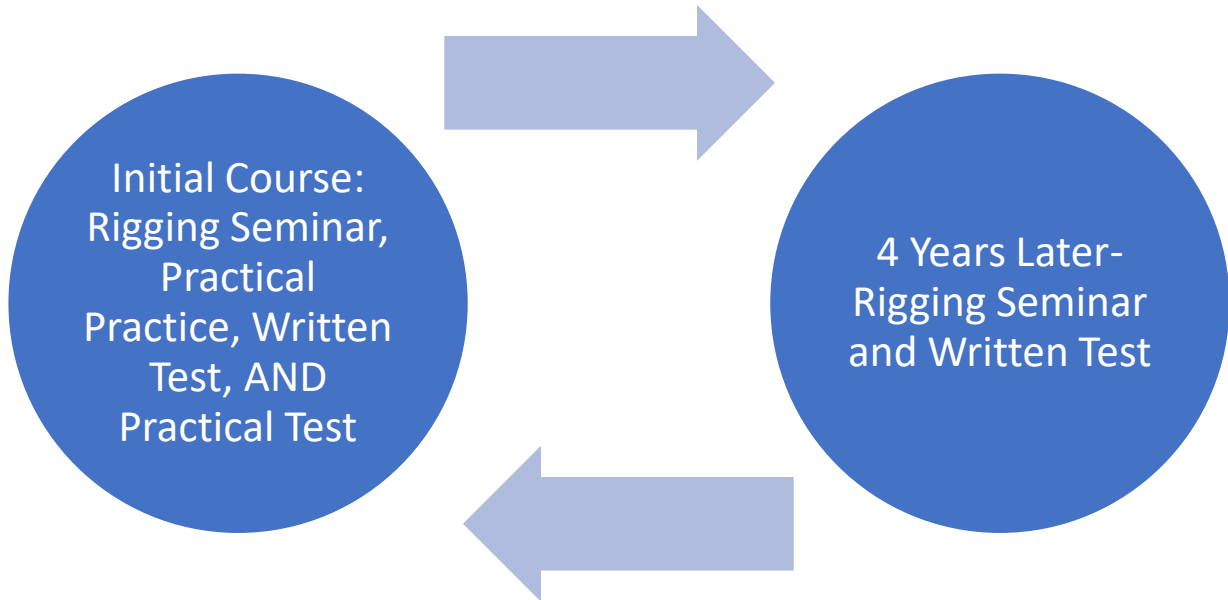 Initial Course:
Rigging Seminar,
Practical
Practice, Written
Test, AND
Practical Test
4 Years Later-
Rigging Seminar
and Written Test